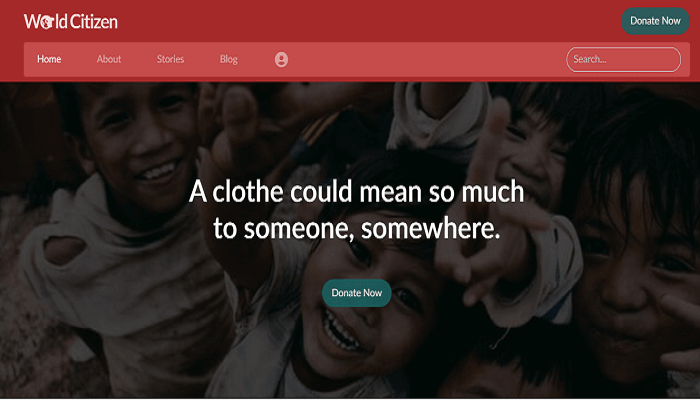 World Citizen
Donate Now
Home About Stories Blog
Search...
A clothe could mean so much
to someone, somewhere.
Donate Now